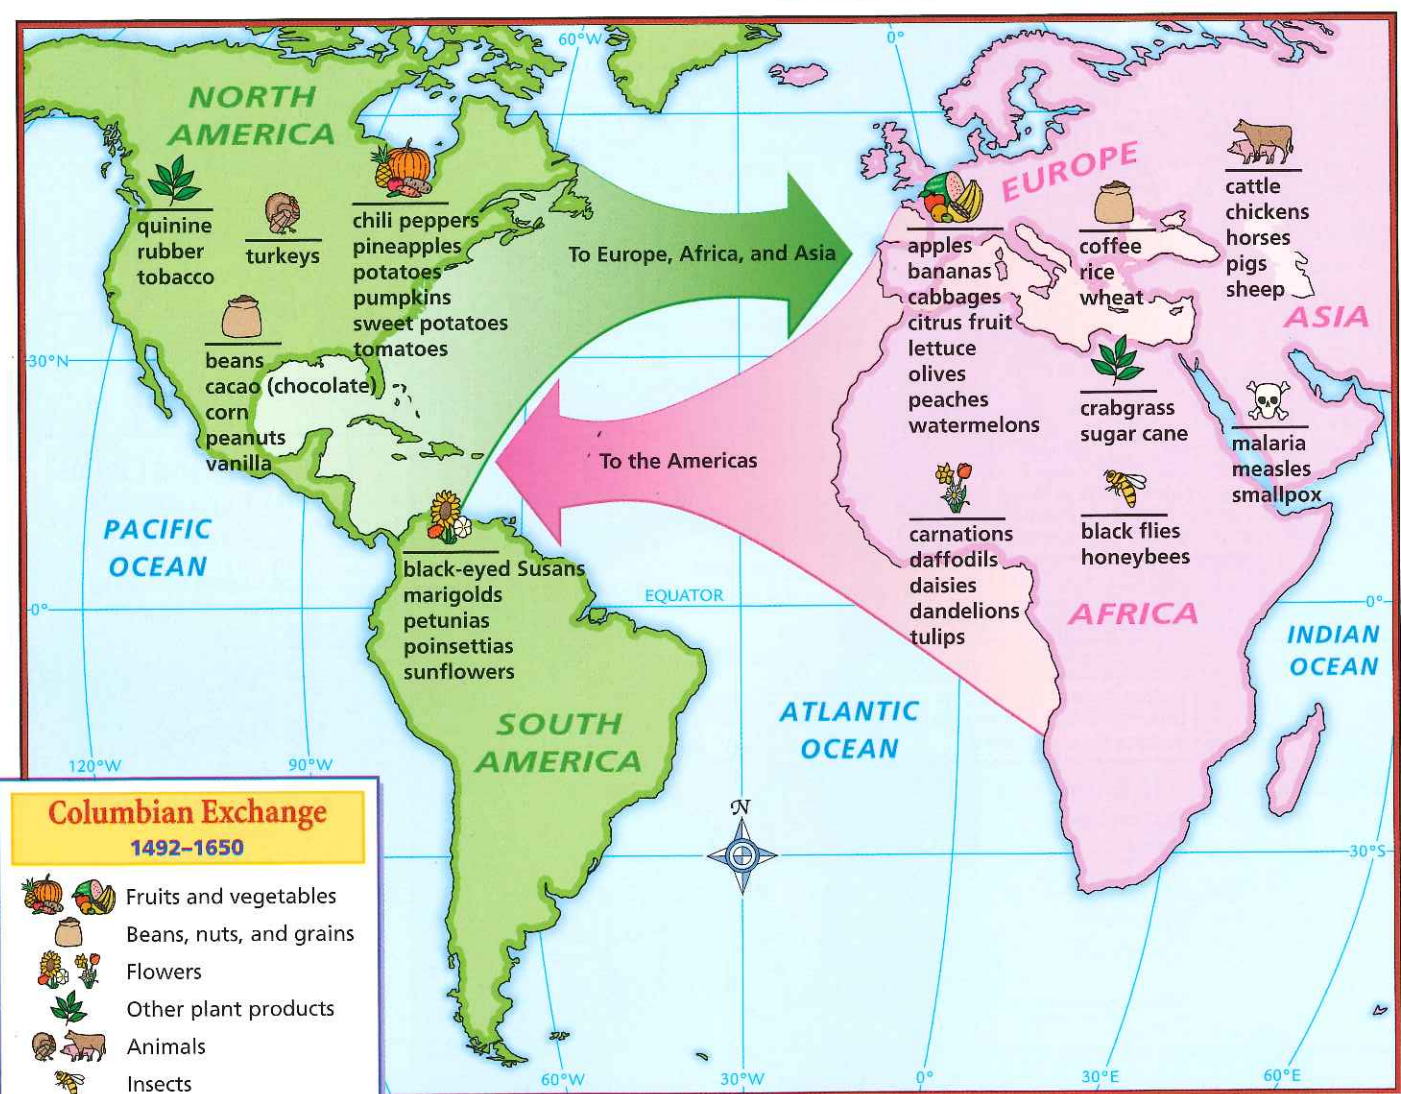 60°W
0°
NORTH
AMERICA
quinine
rubber
tobacco
turkeys
chili peppers
pineapples
potatoes
pumpkins
sweet potatoes
tomatoes
beans
cacao (chocolate)
corn
peanuts
vanilla
30°N
To Europe, Africa, and Asia
To the Americas
EUROPE
apples
bananas
cabbages
citrus fruit
lettuce
olives
peaches
watermelons
coffee
rice
wheat
cattle
chickens
horses
pigs
sheep
ASIA
crabgrass
sugar cane
malaria
measles
smallpox
carnations
daffodils
daisies
dandelions
tulips
black flies
honeybees
AFRICA
PACIFIC
OCEAN
black-eyed Susans
marigolds
petunias
poinsettias
sunflowers
0°
EQUATOR
0°
INDIAN
OCEAN
SOUTH
AMERICA
ATLANTIC
OCEAN
120°W
90°W
N
30°S
60°W
30°W
0°
30°E
60°E
Columbian Exchange
1492–1650
Fruits and vegetables
Beans, nuts, and grains
Flowers
Other plant products
Animals
Insects